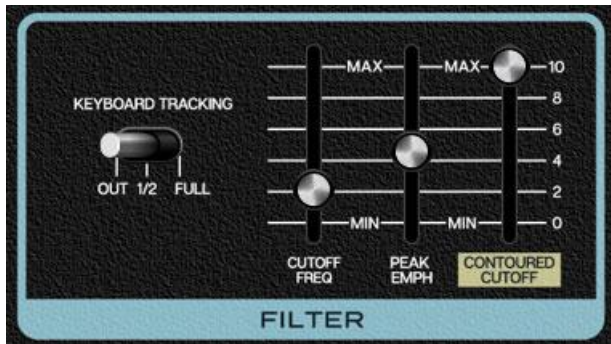 MAX MAX 10
8
KEYBOARD TRACKING
6
4
OUT 1/2 FULL
2
MIN MIN 0
CUTOFF FREQ
PEAK EMPH
CONTOURED CUTOFF
FILTER